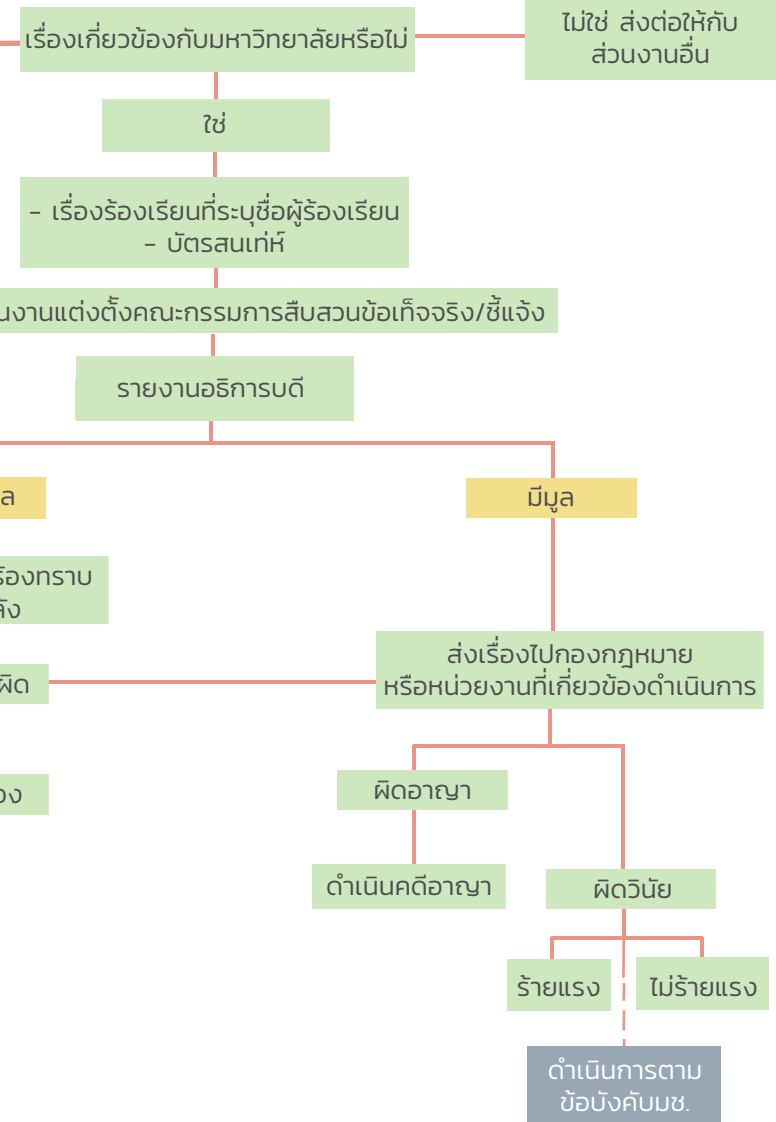 เรื่องเกี่ยวข้องกับมหาวิทยาลัยหรือไม่
ไม่ใช่ ส่งต่อให้กับ
ส่วนงานอื่น
ใช่
- เรื่องร้องเรียนที่ระบุชื่อผู้ร้องเรียน
- บัตรสนเท่ห์
นงานแต่งตั้งคณะกรรมการสืบสวนข้อเท็จจริง/ชี้แจ้ง
รายงานอธิการบดี
ล
มีมูล
ร้องทราบ
ลัง
ส่งเรื่องไปกองกฎหมาย
หรือหน่วยงานที่เกี่ยวข้องดำเนินการ
ผิด
ผิดอาญา
ดำเนินคดีอาญา
ผิดวินัย
ร้ายแรง
ไม่ร้ายแรง
ดำเนินการตาม
ข้อบังคับมช.